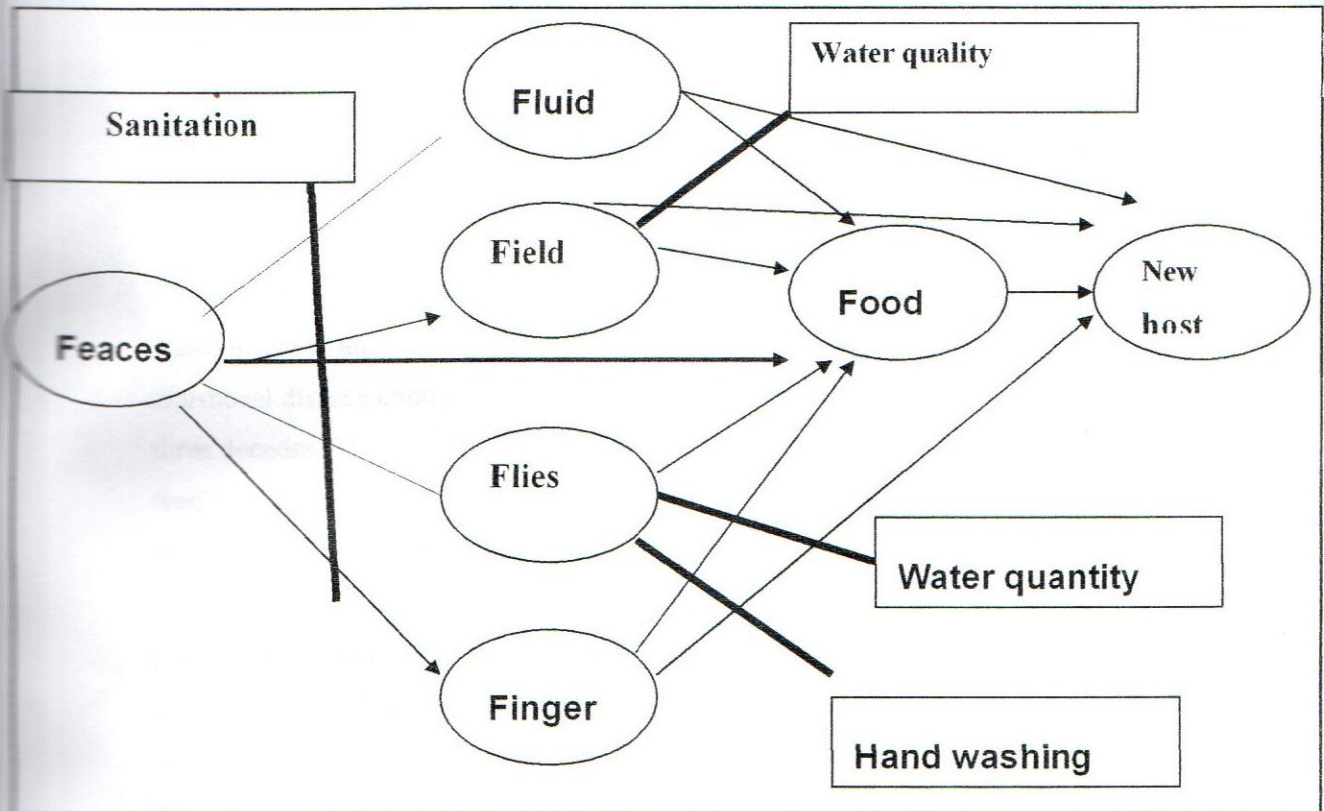 Water quality
Fluid
Sanitation
Field
New
host
Food
Feaces
Flies
Water quantity
Finger
Hand washing